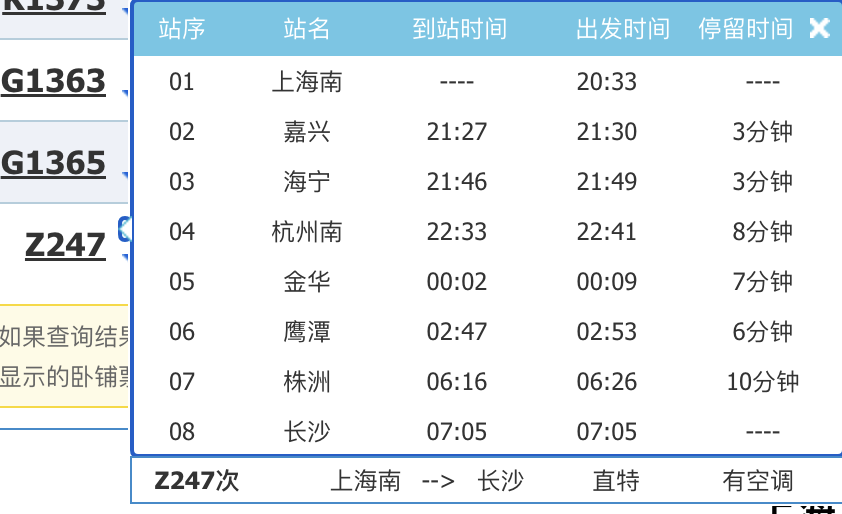 站序 站名 到站时间 出发时间 停留时间
01 上海南 ---- 20:33 ----
G1363
02 嘉兴 21:27 21:30 3分钟
G1365
03 海宁 21:46 21:49 3分钟
04 杭州南 22:33 22:41 8分钟
Z247
05 金华 00:02 00:09 7分钟
06 鹰潭 02:47 02:53 6分钟
如果查询结
07 株洲 06:16 06:26 10分钟
显示的卧铺
08 长沙 07:05 07:05 ----
Z247次 上海南 --> 长沙 直特 有空调